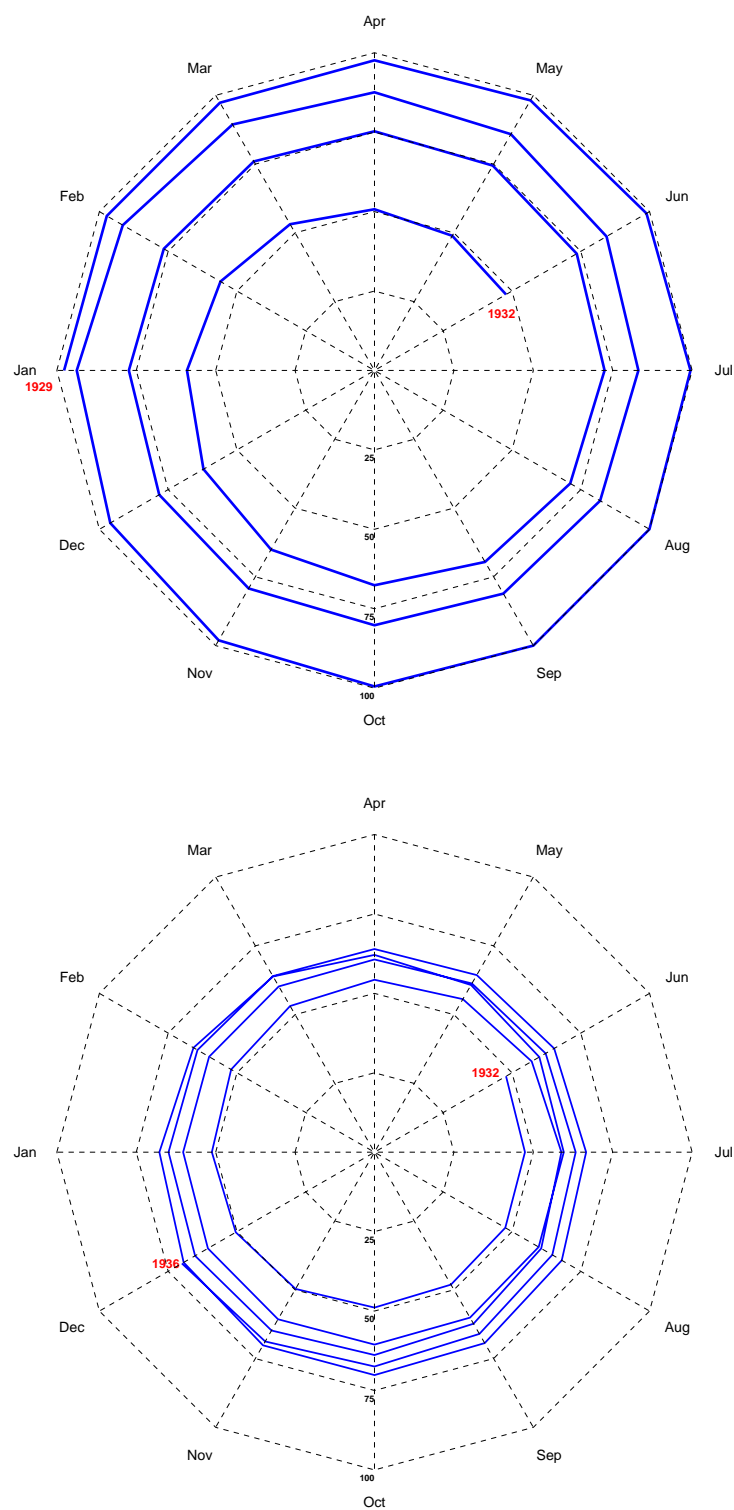 Apr
Mar
May
Feb
Jun
1932
Jan
Jul
1929
25
50
Dec
Aug
75
Nov
Sep
100
Oct
Apr
Mar
May
Feb
Jun
1932
Jan
Jul
25
1936
50
Dec
Aug
75
Nov
Sep
100
Oct